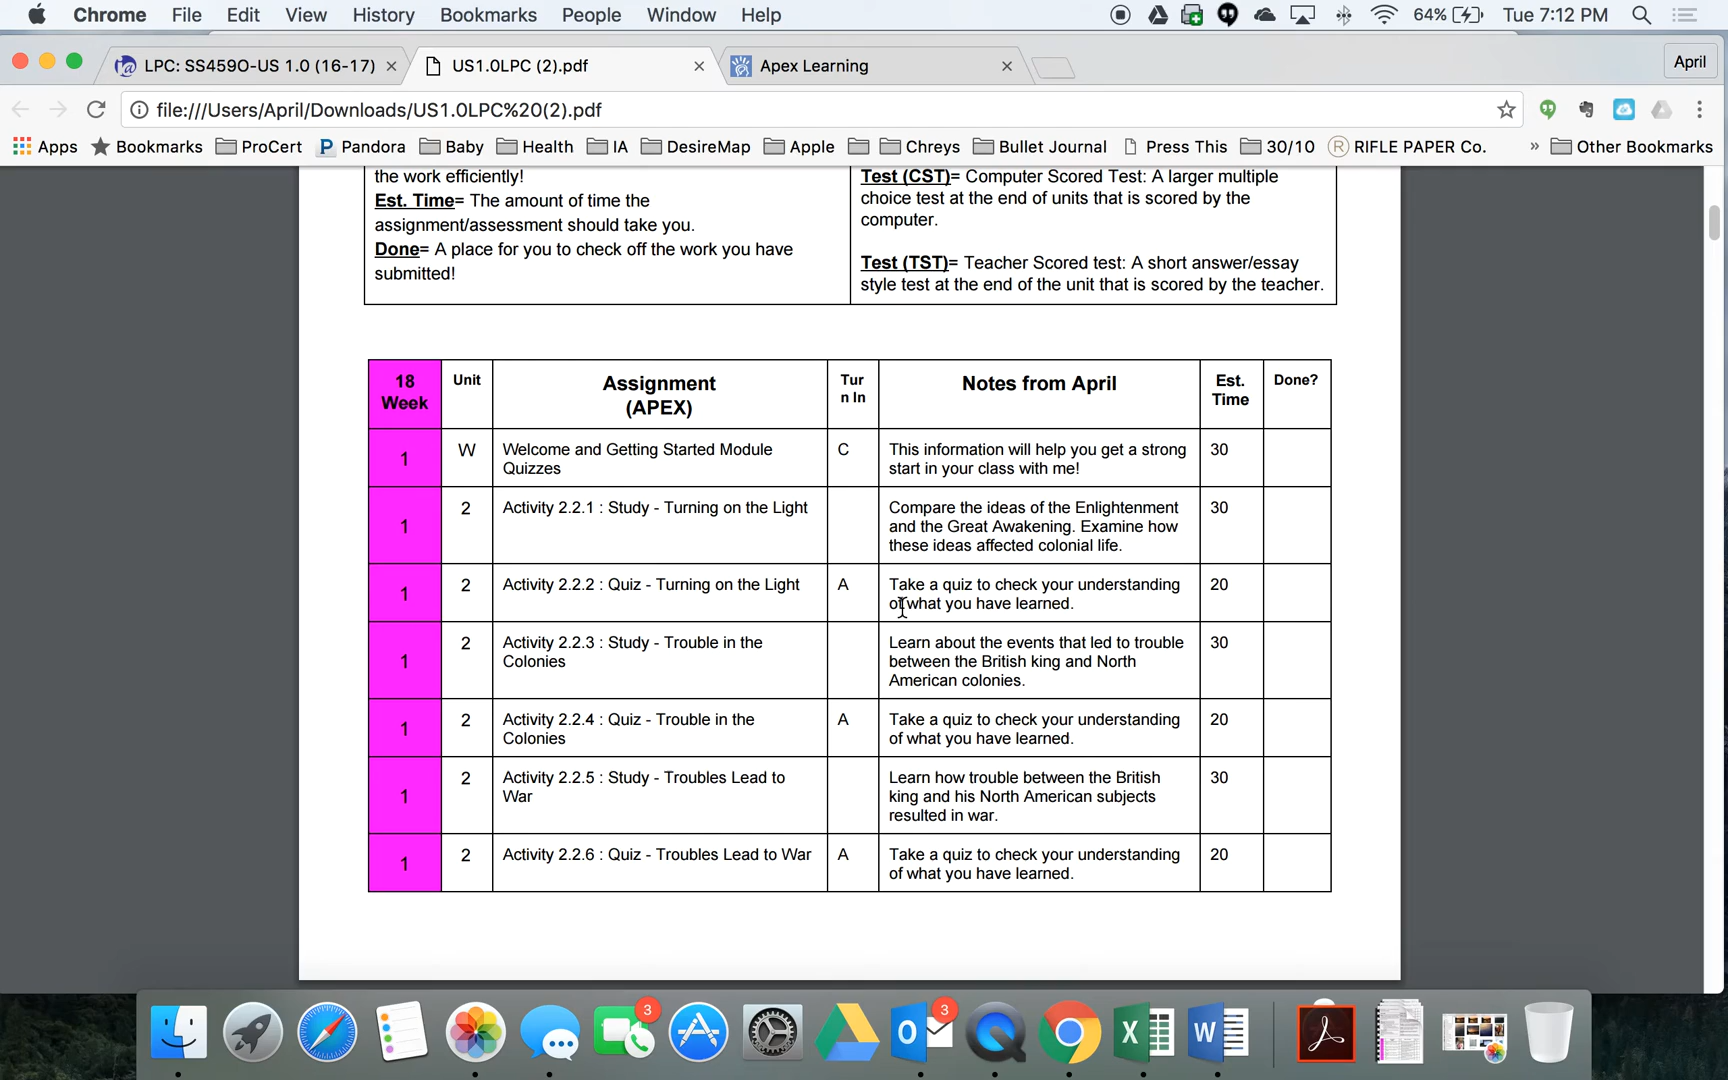 Chrome File Edit View History Bookmarks People Window Help 64% Tue 7:12 PM
LPC: SS459O-US 1.0 (16-17) US1.0LPC (2).pdf Apex Learning April
file:///Users/April/Downloads/US1.0LPC%20(2).pdf
Apps Bookmarks ProCert Pandora Baby Health IA DesireMap Apple Chreys Bullet Journal Press This 30/10 RIFLE PAPER Co. » Other Bookmarks
the work efficiently!
Est. Time= The amount of time the
assignment/assessment should take you.
Done= A place for you to check off the work you have
submitted!
Test (CST)= Computer Scored Test: A larger multiple
choice test at the end of units that is scored by the
computer.
Test (TST)= Teacher Scored test: A short answer/essay
style test at the end of the unit that is scored by the teacher.
18
Week
Unit
Assignment
(APEX)
Tur
n In
Notes from April
Est.
Time
Done?
1
W
Welcome and Getting Started Module
Quizzes
C
This information will help you get a strong
start in your class with me!
30
1
2
Activity 2.2.1 : Study - Turning on the Light
Compare the ideas of the Enlightenment
and the Great Awakening. Examine how
these ideas affected colonial life.
30
1
2
Activity 2.2.2 : Quiz - Turning on the Light
A
Take a quiz to check your understanding
of what you have learned.
20
1
2
Activity 2.2.3 : Study - Trouble in the
Colonies
Learn about the events that led to trouble
between the British king and North
American colonies.
30
1
2
Activity 2.2.4 : Quiz - Trouble in the
Colonies
A
Take a quiz to check your understanding
of what you have learned.
20
1
2
Activity 2.2.5 : Study - Troubles Lead to
War
Learn how trouble between the British
king and his North American subjects
resulted in war.
30
1
2
Activity 2.2.6 : Quiz - Troubles Lead to War
A
Take a quiz to check your understanding
of what you have learned.
20
3
3